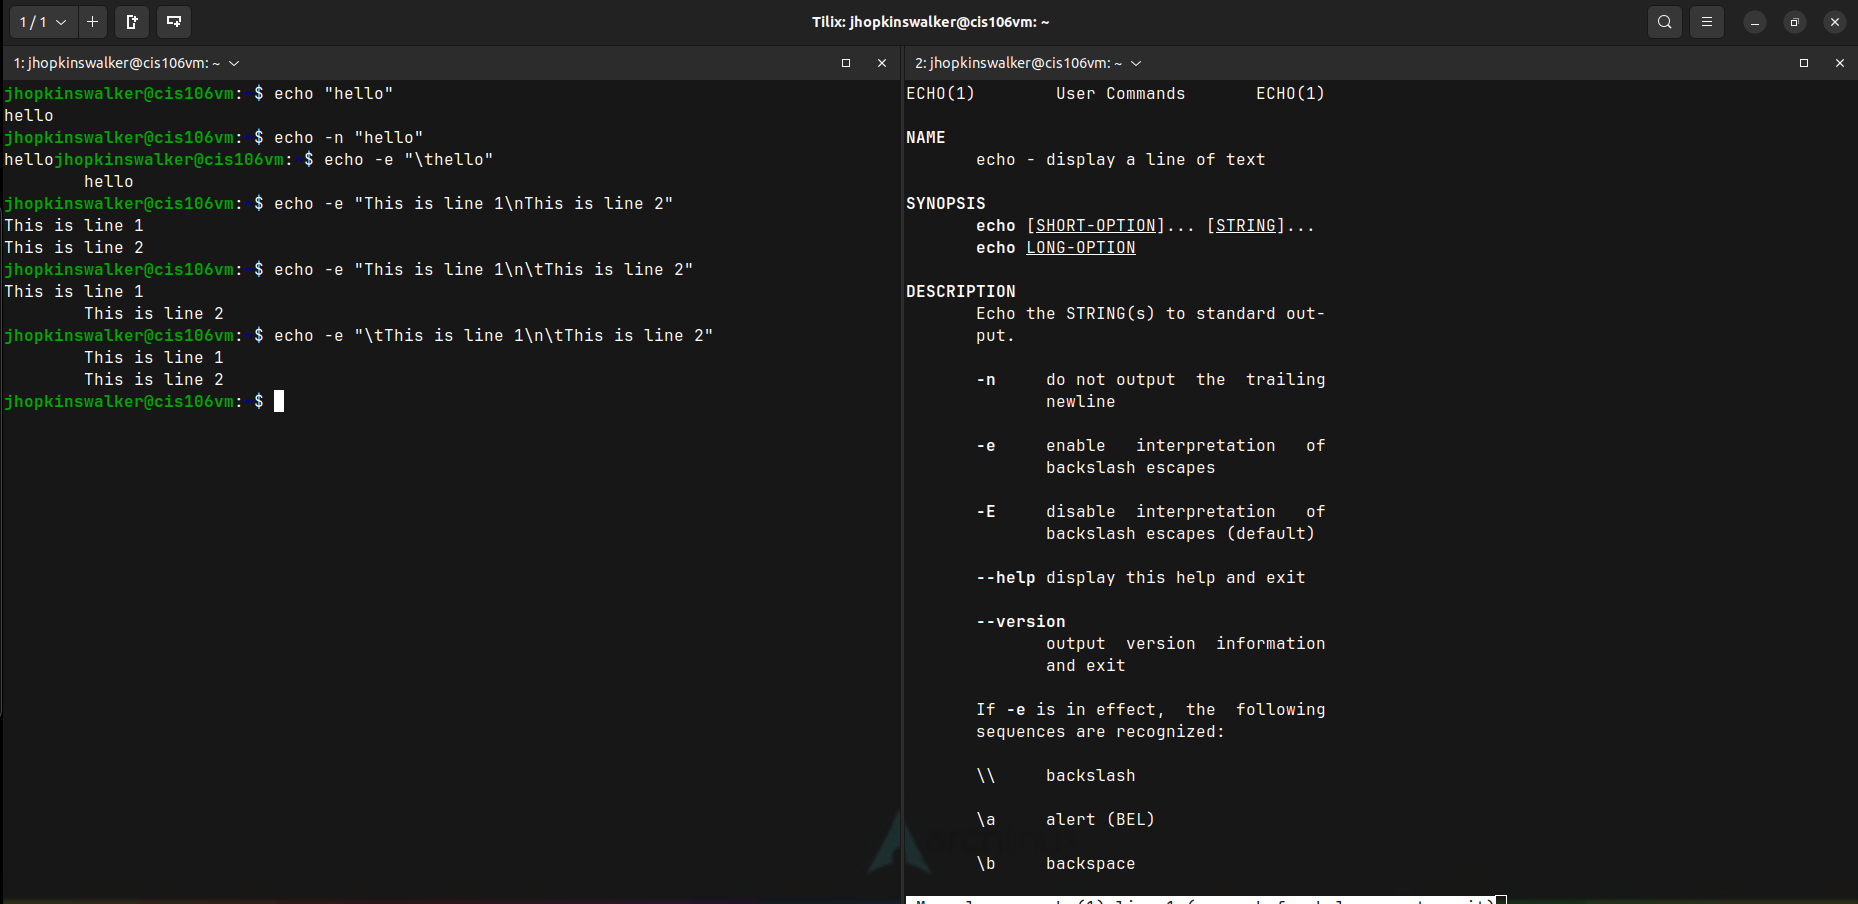 1 / 1
Tilix: jhopkinswalker@cis106vm: ~
1: jhopkinswalker@cis106vm: ~
jhopkinswalker@cis106vm:~$ echo "hello"
hello
jhopkinswalker@cis106vm:~$ echo -n "hello"
hellojhopkinswalker@cis106vm:~$ echo -e "\thello"
hello
jhopkinswalker@cis106vm:~$ echo -e "This is line 1\nThis is line 2"
This is line 1
This is line 2
jhopkinswalker@cis106vm:~$ echo -e "This is line 1\n\tThis is line 2"
This is line 1
This is line 2
jhopkinswalker@cis106vm:~$ echo -e "\tThis is line 1\n\tThis is line 2"
This is line 1
This is line 2
jhopkinswalker@cis106vm:~$
2: jhopkinswalker@cis106vm: ~
ECHO(1) User Commands ECHO(1)
NAME
echo - display a line of text
SYNOPSIS
echo [SHORT-OPTION]... [STRING]...
echo LONG-OPTION
DESCRIPTION
Echo the STRING(s) to standard out-
put.
-n do not output the trailing
newline
-e enable interpretation of
backslash escapes
-E disable interpretation of
backslash escapes (default)
--help display this help and exit
--version
output version information
and exit
If -e is in effect, the following
sequences are recognized:
\\ backslash
\a alert (BEL)
\b backspace